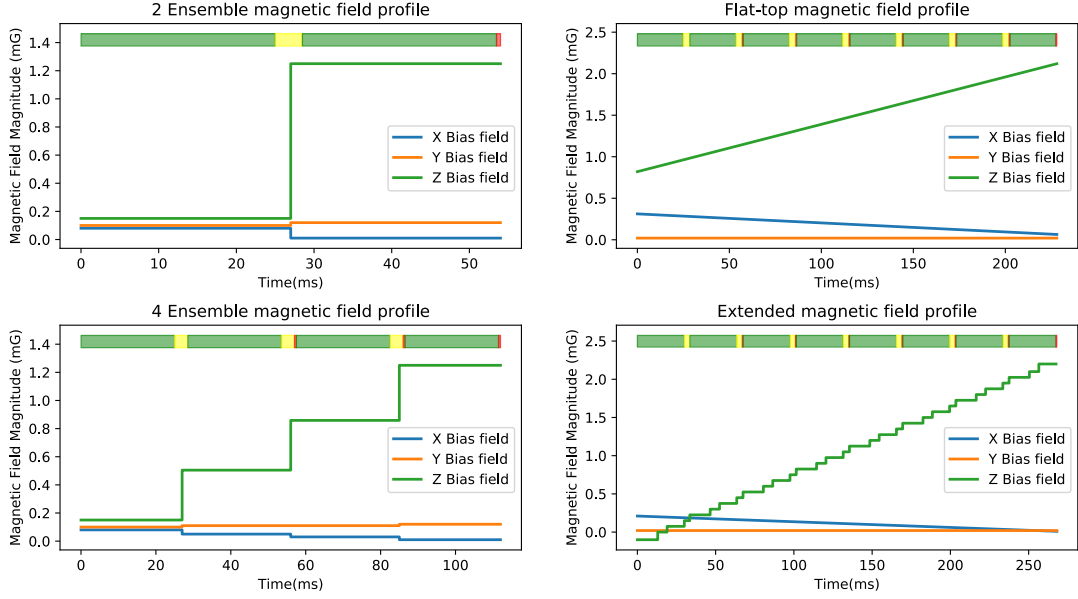 2 Ensemble magnetic field profile
Magnetic Field Magnitude (mG)
1.4
1.2
1.0
0.8
0.6
0.4
0.2
0.0
X Bias field
Y Bias field
Z Bias field
0 10 20 30 40 50
Time(ms)
Flat-top magnetic field profile
Magnetic Field Magnitude (mG)
2.5
2.0
1.5
1.0
0.5
0.0
X Bias field
Y Bias field
Z Bias field
0 50 100 150 200
Time(ms)
4 Ensemble magnetic field profile
Magnetic Field Magnitude (mG)
1.4
1.2
1.0
0.8
0.6
0.4
0.2
0.0
X Bias field
Y Bias field
Z Bias field
0 20 40 60 80 100
Time(ms)
Extended magnetic field profile
Magnetic Field Magnitude (mG)
2.5
2.0
1.5
1.0
0.5
0.0
X Bias field
Y Bias field
Z Bias field
0 50 100 150 200 250
Time(ms)